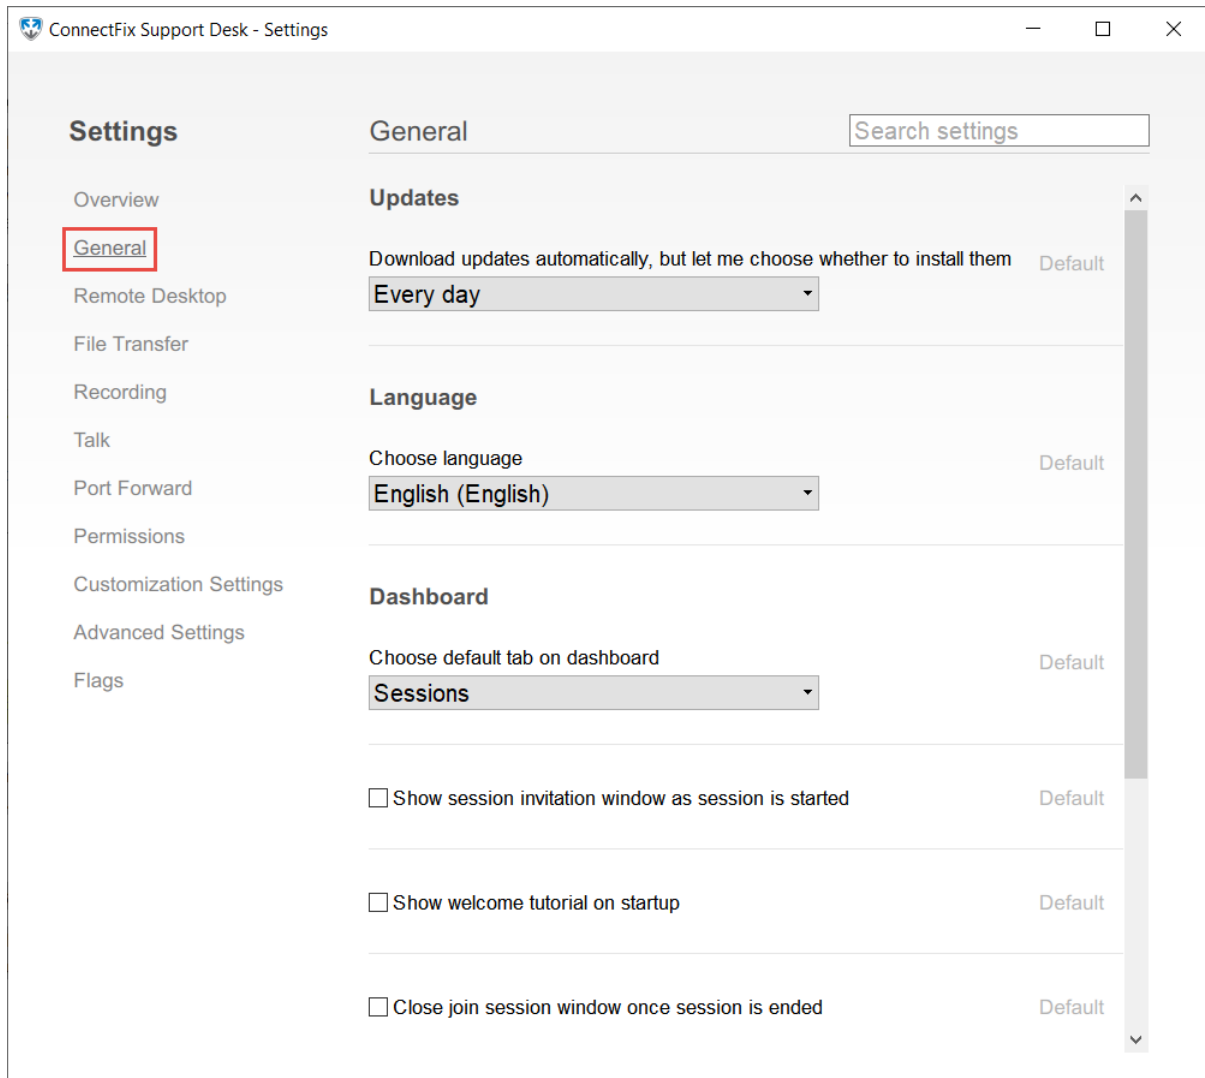 ConnectFix Support Desk - Settings
Settings
Overview
General
Remote Desktop
File Transfer
Recording
Talk
Port Forward
Permissions
Customization Settings
Advanced Settings
Flags
General
Search settings
Updates
Download updates automatically, but let me choose whether to install them
Default
Every day
Language
Choose language
Default
English (English)
Dashboard
Choose default tab on dashboard
Default
Sessions
Show session invitation window as session is started
Default
Show welcome tutorial on startup
Default
Close join session window once session is ended
Default